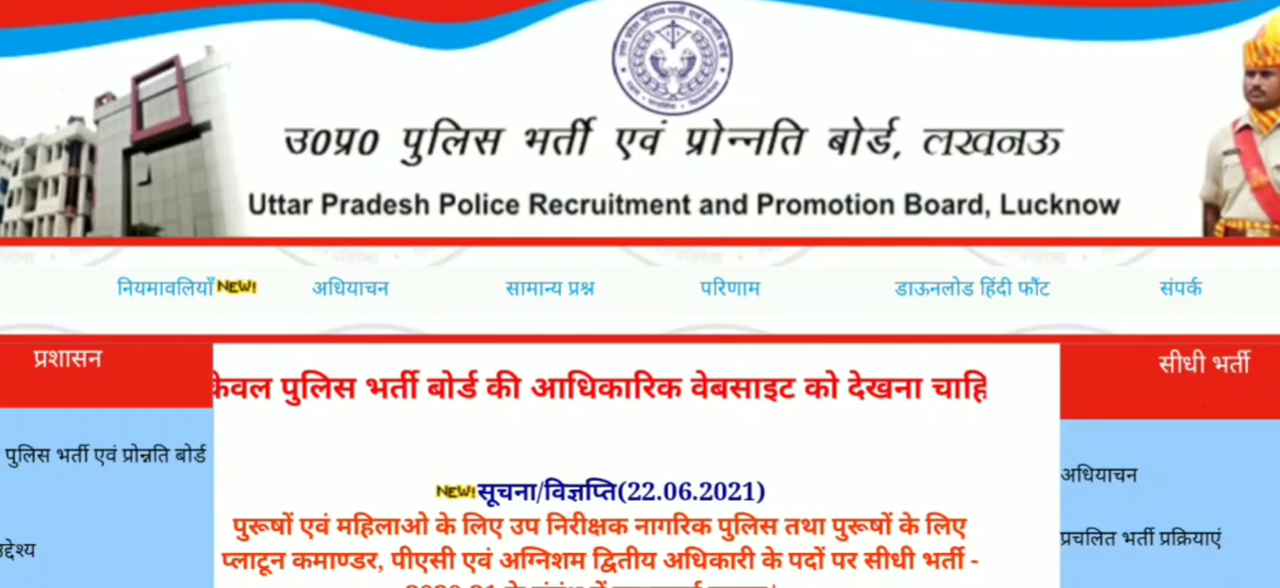 उ0प्र0 पुलिस भर्ती एवं प्रोन्नति बोर्ड, लखनऊ
Uttar Pradesh Police Recruitment and Promotion Board, Lucknow
नियमावलियाँ NEW! अधियाचन सामान्य प्रश्न परिणाम डाऊनलोड हिंदी फौंट संपर्क
प्रशासन
सीधी भर्ती
केवल पुलिस भर्ती बोर्ड की आधिकारिक वेबसाइट को देखना चाहि
पुलिस भर्ती एवं प्रोन्नति बोर्ड
अधियाचन
NEW! सूचना/विज्ञप्ति(22.06.2021)
पुरूषों एवं महिलाओ के लिए उप निरीक्षक नागरिक पुलिस तथा पुरूषों के लिए
प्रचलित भर्ती प्रक्रियाएं
प्लाटून कमाण्डर, पीएसी एवं अग्निशम द्वितीय अधिकारी के पदों पर सीधी भर्ती -